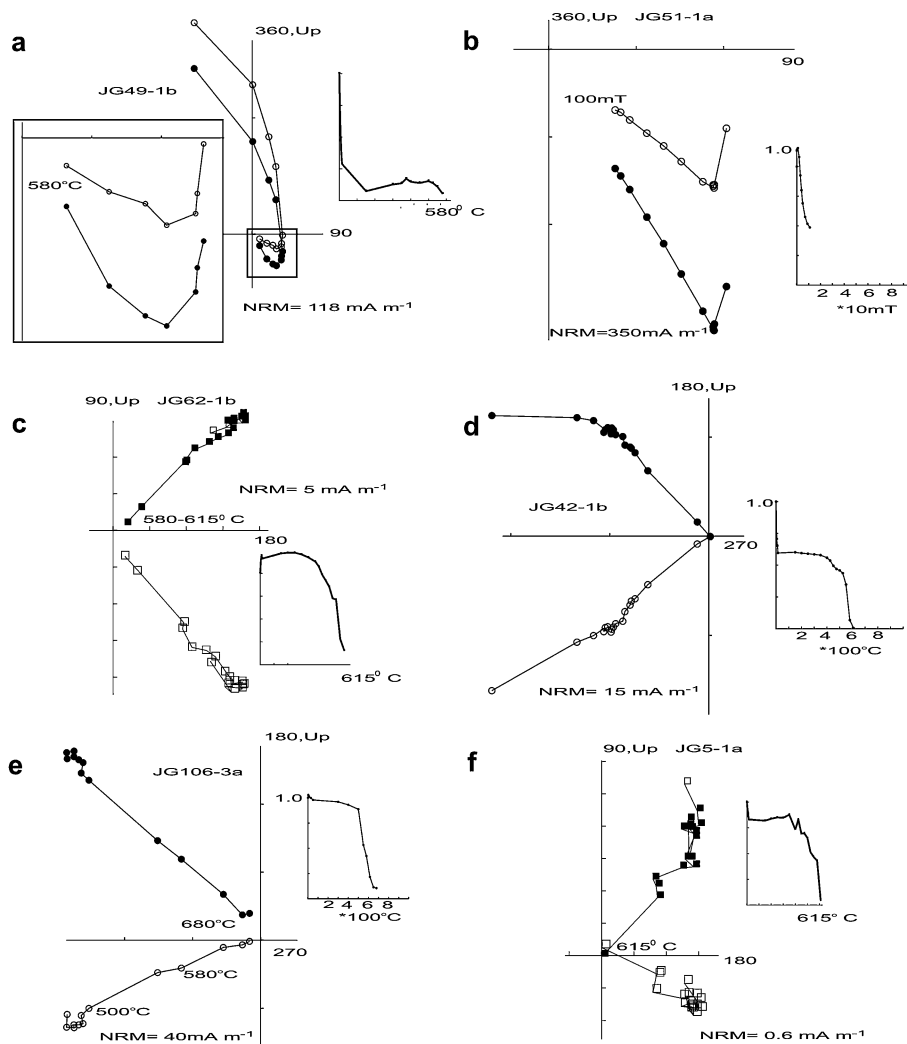 a
360,Up
JG49-1b
580°C
580° C
90
NRM= 118 mA m-1
b
360,Up JG51-1a
90
100mT
1.0
2 4 6 8
*10mT
NRM=350mA m-1
c
90,Up JG62-1b
NRM= 5 mA m-1
580-615° C
180
615° C
d
180,Up
JG42-1b
270
1.0
2 4 6 8
*100°C
NRM= 15 mA m-1
e
180,Up
JG106-3a
1.0
2 4 6 8
*100°C
680°C
270
580°C
500°C
NRM= 40mA m-1
f
90,Up JG5-1a
615° C
615° C
180
NRM= 0.6 mA m-1